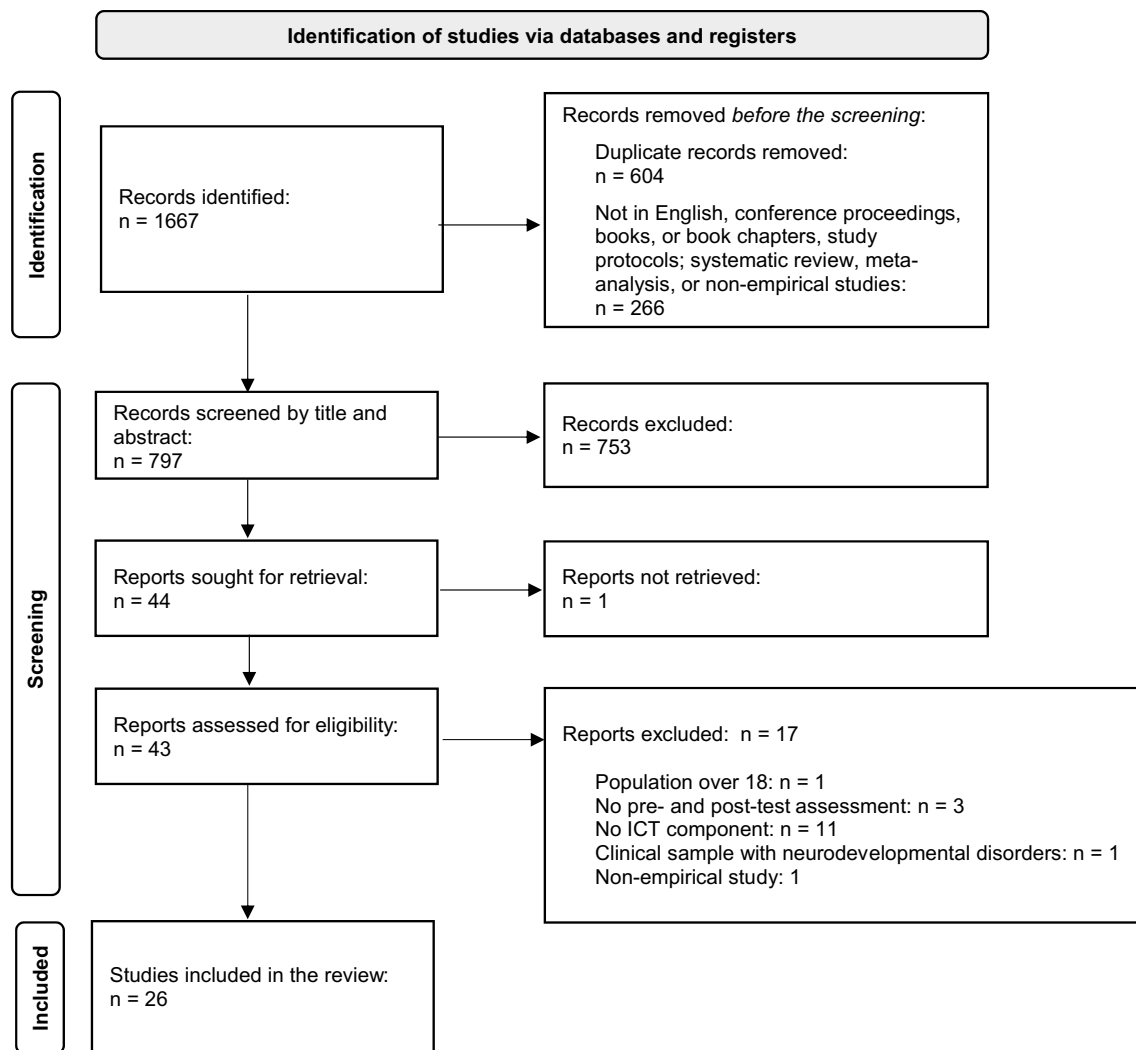 Identification of studies via databases and registers
Identification
Records identified:
n = 1667
Records removed before the screening:
Duplicate records removed:
n = 604
Not in English, conference proceedings,
books, or book chapters, study
protocols; systematic review, meta-
analysis, or non-empirical studies:
n = 266
Screening
Records screened by title and
abstract:
n = 797
Records excluded:
n = 753
Reports sought for retrieval:
n = 44
Reports not retrieved:
n = 1
Reports assessed for eligibility:
n = 43
Reports excluded: n = 17
Population over 18: n = 1
No pre- and post-test assessment: n = 3
No ICT component: n = 11
Clinical sample with neurodevelopmental disorders: n = 1
Non-empirical study: 1
Included
Studies included in the review:
n = 26